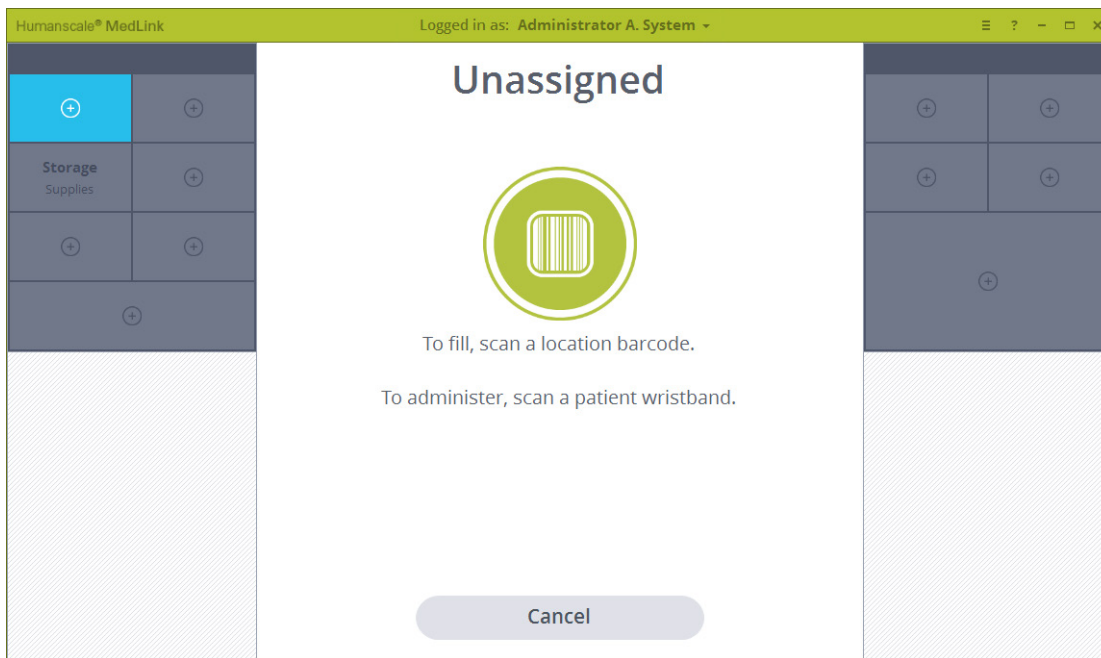 Humanscale® MedLink
Logged in as: Administrator A. System
?
Unassigned
Storage
Supplies
To fill, scan a location barcode.
To administer, scan a patient wristband.
Cancel